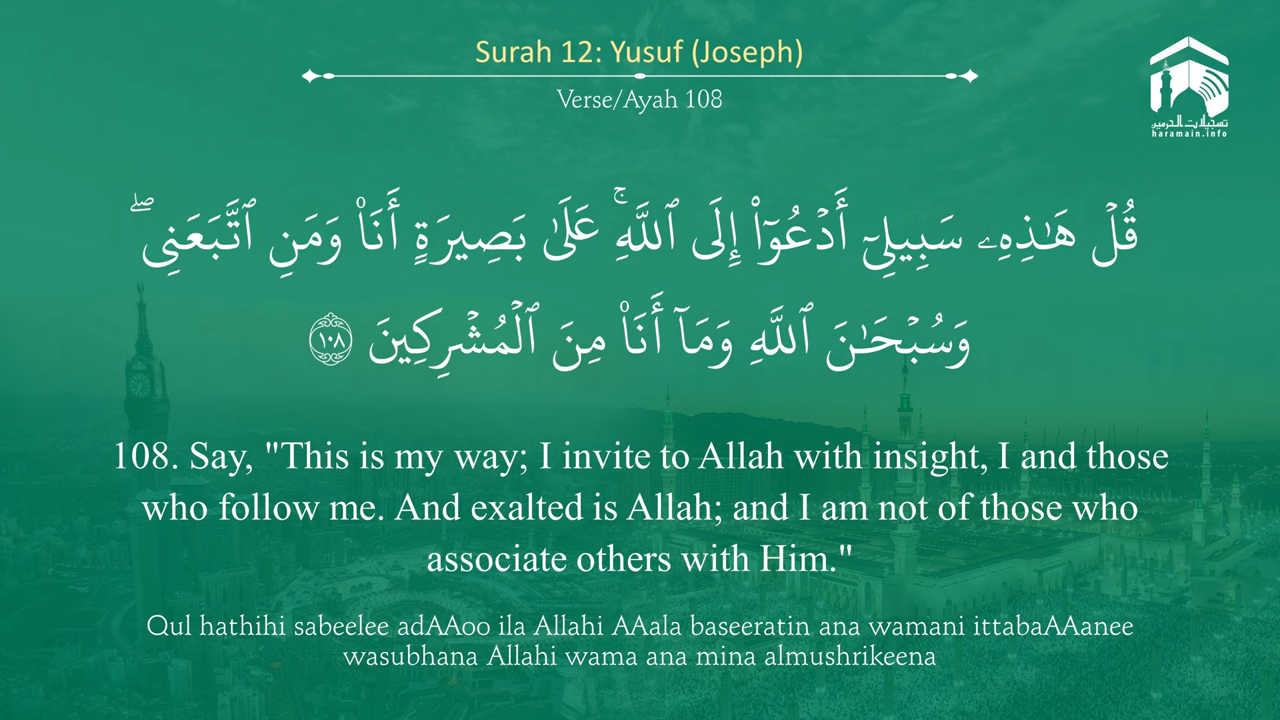 Surah 12: Yusuf (Joseph)
Verse/Ayah 108
تسجيلات الحرمين
haramain.info
قُلْ هَـٰذِهِۦ سَبِيلِىٓ أَدْعُوٓا۟ إِلَى ٱللَّهِ ۚ عَلَىٰ بَصِيرَةٍ أَنَا۠ وَمَنِ ٱتَّبَعَنِى ۖ
وَسُبْحَـٰنَ ٱللَّهِ وَمَآ أَنَا۠ مِنَ ٱلْمُشْرِكِينَ ١٠٨
108. Say, "This is my way; I invite to Allah with insight, I and those
who follow me. And exalted is Allah; and I am not of those who
associate others with Him."
Qul hathihi sabeelee adAAoo ila Allahi AAala baseeratin ana wamani ittabaAAanee
wasubhana Allahi wama ana mina almushrikeena